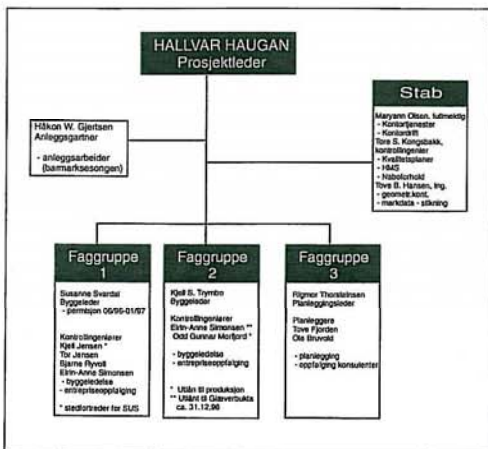 HALLVAR HAUGAN
Prosjektleder
Håkon W. Gjertsen
Anleggsgartner
- anleggsarbeider
(barmarksesongen)
Stab
Maryann Olsen, fullmektig
- Kontortjenester
- Kontordrift
Tore S. Kongsbakk,
kontrollingeniør
- Kvalitetsplaner
- HMS
- Naboforhold
Tove B. Hansen, ing.
- geometr.kont.
- markdata - stikning
Faggruppe
1
Susanne Svardal
Byggeleder
- permisjon 06/96-01/97
Kontrollingeniører
Kjell Jensen *
Tor Jensen
Bjarne Ryvoll
Elrin-Anne Simonsen
- byggeledelse
- entrepriseoppfølging
* stedfortreder for SUS
Faggruppe
2
Kjell S. Trymbo
Byggeleder
Kontrollingeniører
Elrin-Anne Simonsen **
Odd Gunnar Morfjord *
- byggeledelse
- entrepriseoppfølging
* Utlån til produksjon
** Utlånt til Giæverbukta
ca. 31.12.96
Faggruppe
3
Rigmor Thorsteinsen
Planleggingsleder
Planleggere
Tove Fjorden
Ole Bruvold
- planlegging
- oppfølging konsulenter